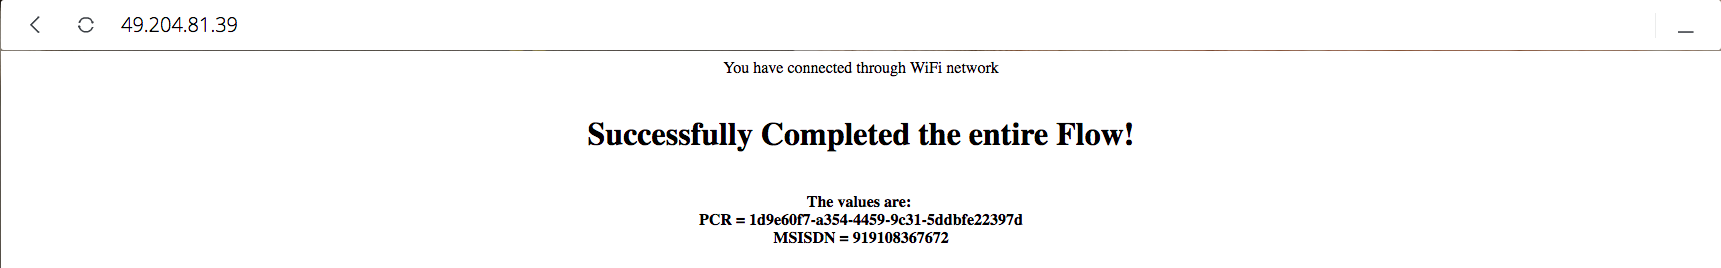 49.204.81.39
You have connected through WiFi network
Successfully Completed the entire Flow!
The values are:
PCR = 1d9e60f7-a354-4459-9c31-5ddbfe22397d
MSISDN = 919108367672